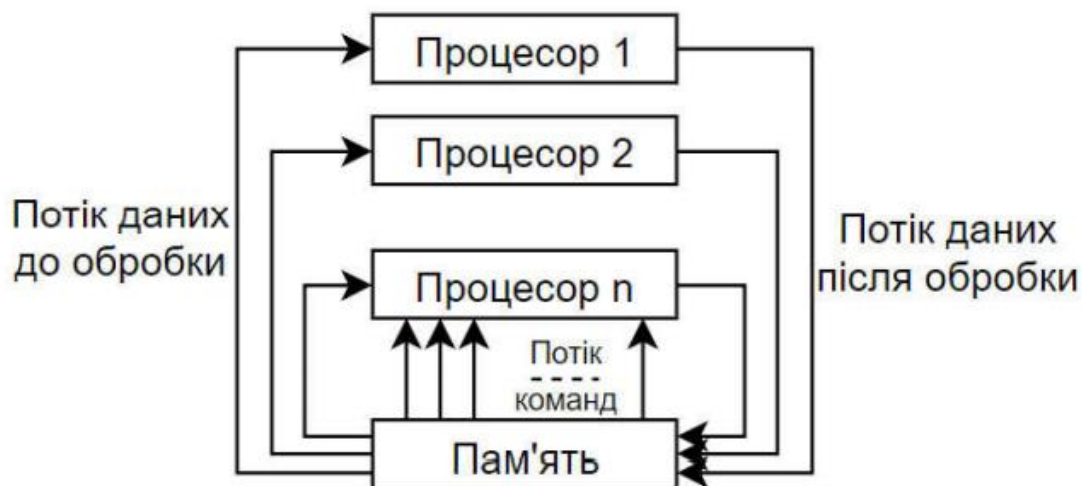 Процесор 1
Процесор 2
Потік даних
до обробки
Потік даних
після обробки
Процесор n
Потік
команд
Пам'ять